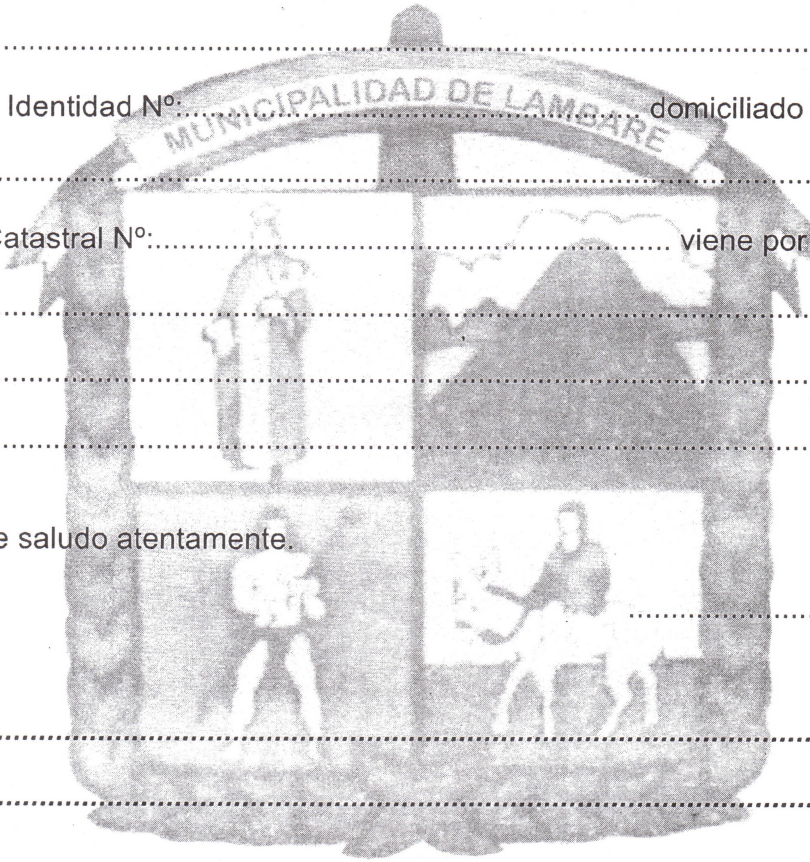 Identidad Nº:........................................ domiciliado
MUNICIPALIDAD DE LAMBARE
Catastral Nº:........................................ viene por
saludo atentamente.